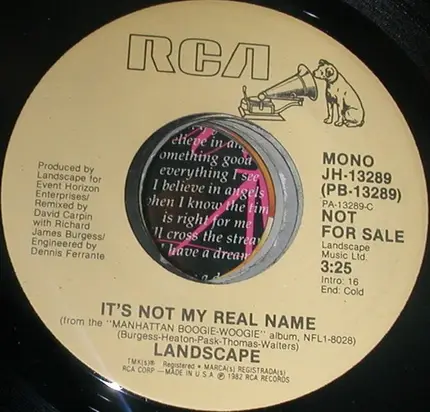 RCA
Produced by
Landscape for
Event Horizon
Enterprises/
Remixed by
David Carpin
with Richard
James Burgess/
Engineered by
Dennis Ferrante
elieve in an
omething good
everything I see
I believe in angels
hen I know the tim
is right for me
ll cross the strea
have a drean
MONO
JH-13289
(PB-13289)
PA-13289-C
NOT
FOR SALE
Landscape
Music Ltd.
3:25
Intro: 16
End: Cold
IT'S NOT MY REAL NAME
(from the "MANHATTAN BOOGIE-WOOGIE" album, NFL1-8028)
(Burgess-Heaton-Pask-Thomas-Walters)
LANDSCAPE
TMK(s)® Registered • MARCA(s) REGISTRADA(s)
RCA CORP — MADE IN U.S.A. ℗ 1982 RCA RECORDS